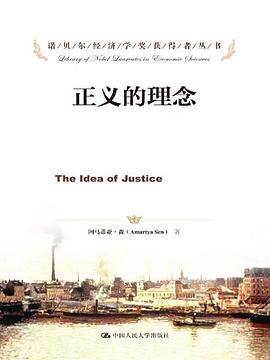 诺/贝/尔/经/济/学/奖/获/得/者/丛/书
Library of Nobel Laureates in Economic Sciences
正义的理念
The Idea of Justice
阿马蒂亚·森（Amartya Sen） 著
中国人民大学出版社